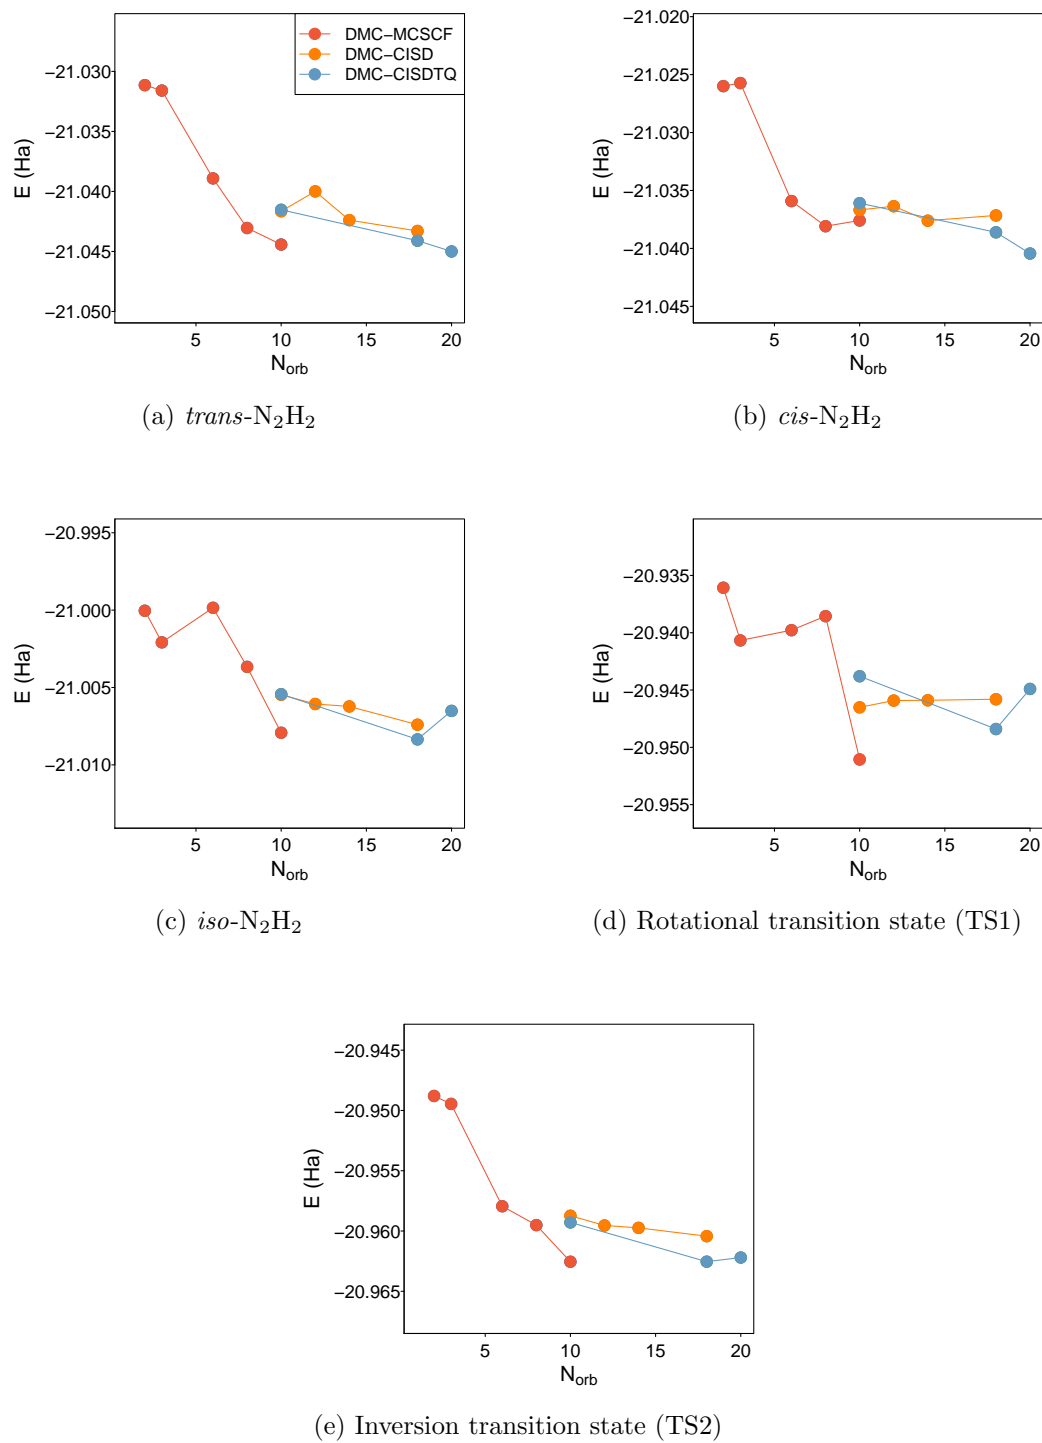 −21.030
−21.035
−21.040
−21.045
−21.050
E (Ha)
DMC−MCSCF
DMC−CISD
DMC−CISDTQ
5
10
15
20
N_orb
(a) trans-N₂H₂
−21.020
−21.025
−21.030
−21.035
−21.040
−21.045
E (Ha)
5
10
15
20
N_orb
(b) cis-N₂H₂
−20.995
−21.000
−21.005
−21.010
E (Ha)
5
10
15
20
N_orb
(c) iso-N₂H₂
−20.935
−20.940
−20.945
−20.950
−20.955
E (Ha)
5
10
15
20
N_orb
(d) Rotational transition state (TS1)
−20.945
−20.950
−20.955
−20.960
−20.965
E (Ha)
5
10
15
20
N_orb
(e) Inversion transition state (TS2)